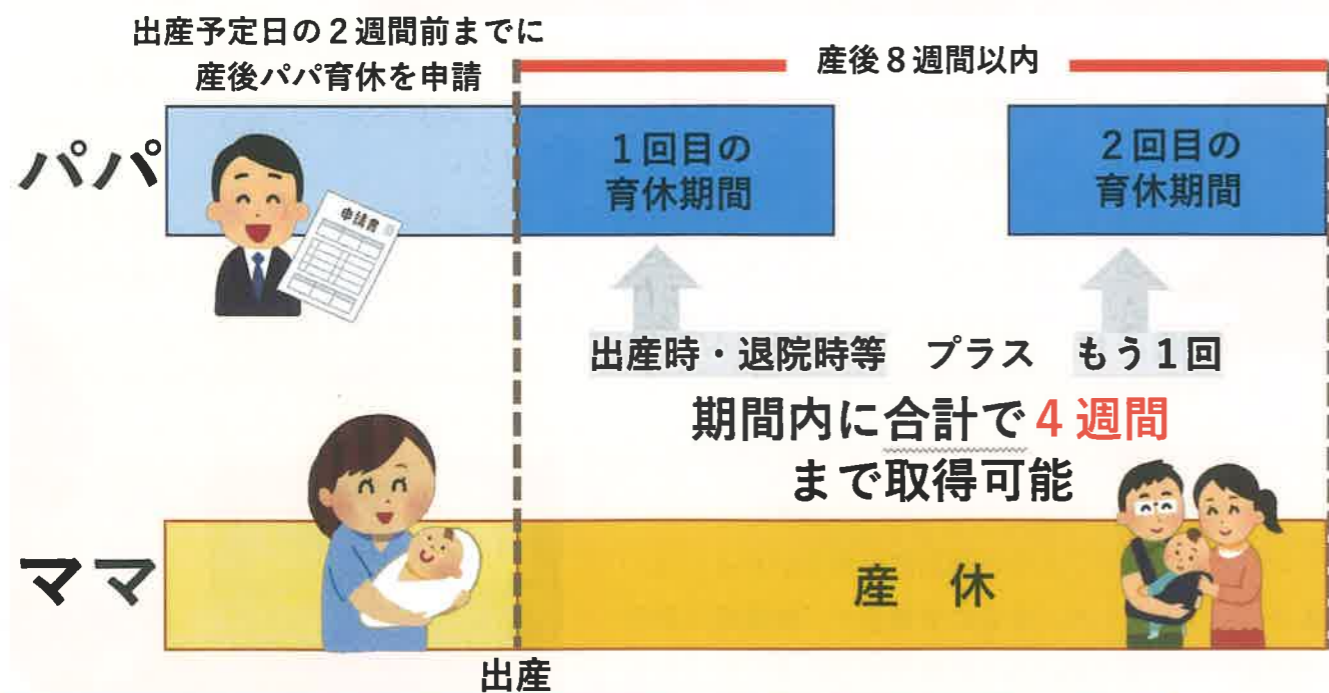 出産予定日の２週間前までに
産後パパ育休を申請
産後８週間以内
パパ
申請書
１回目の
育休期間
２回目の
育休期間
出産時・退院時等　プラス　もう１回
期間内に合計で４週間
まで取得可能
ママ
産　休
出産